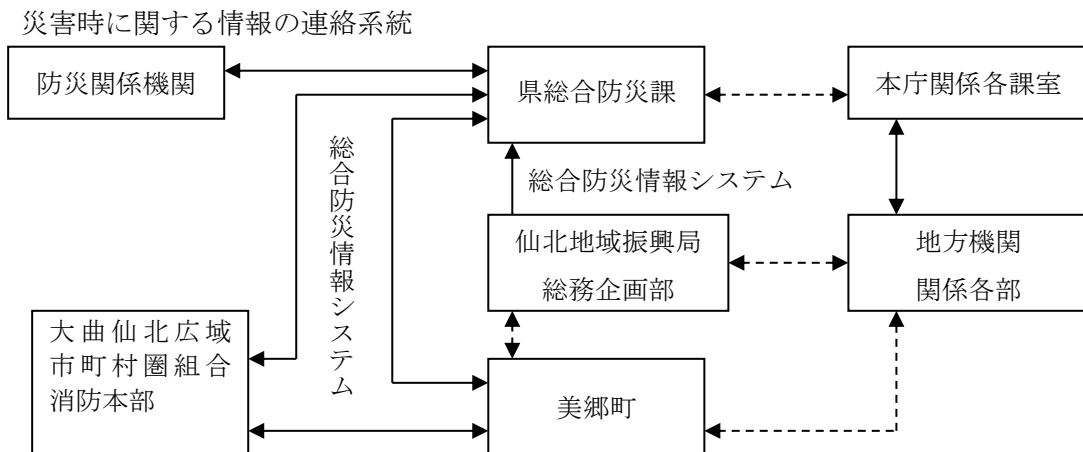 災害時に関する情報の連絡系統
防災関係機関
県総合防災課
本庁関係各課室
総合防災情報システム
総合防災情報システム
仙北地域振興局
総務企画部
地方機関
関係各部
大曲仙北広域
市町村圏組合
消防本部
美郷町